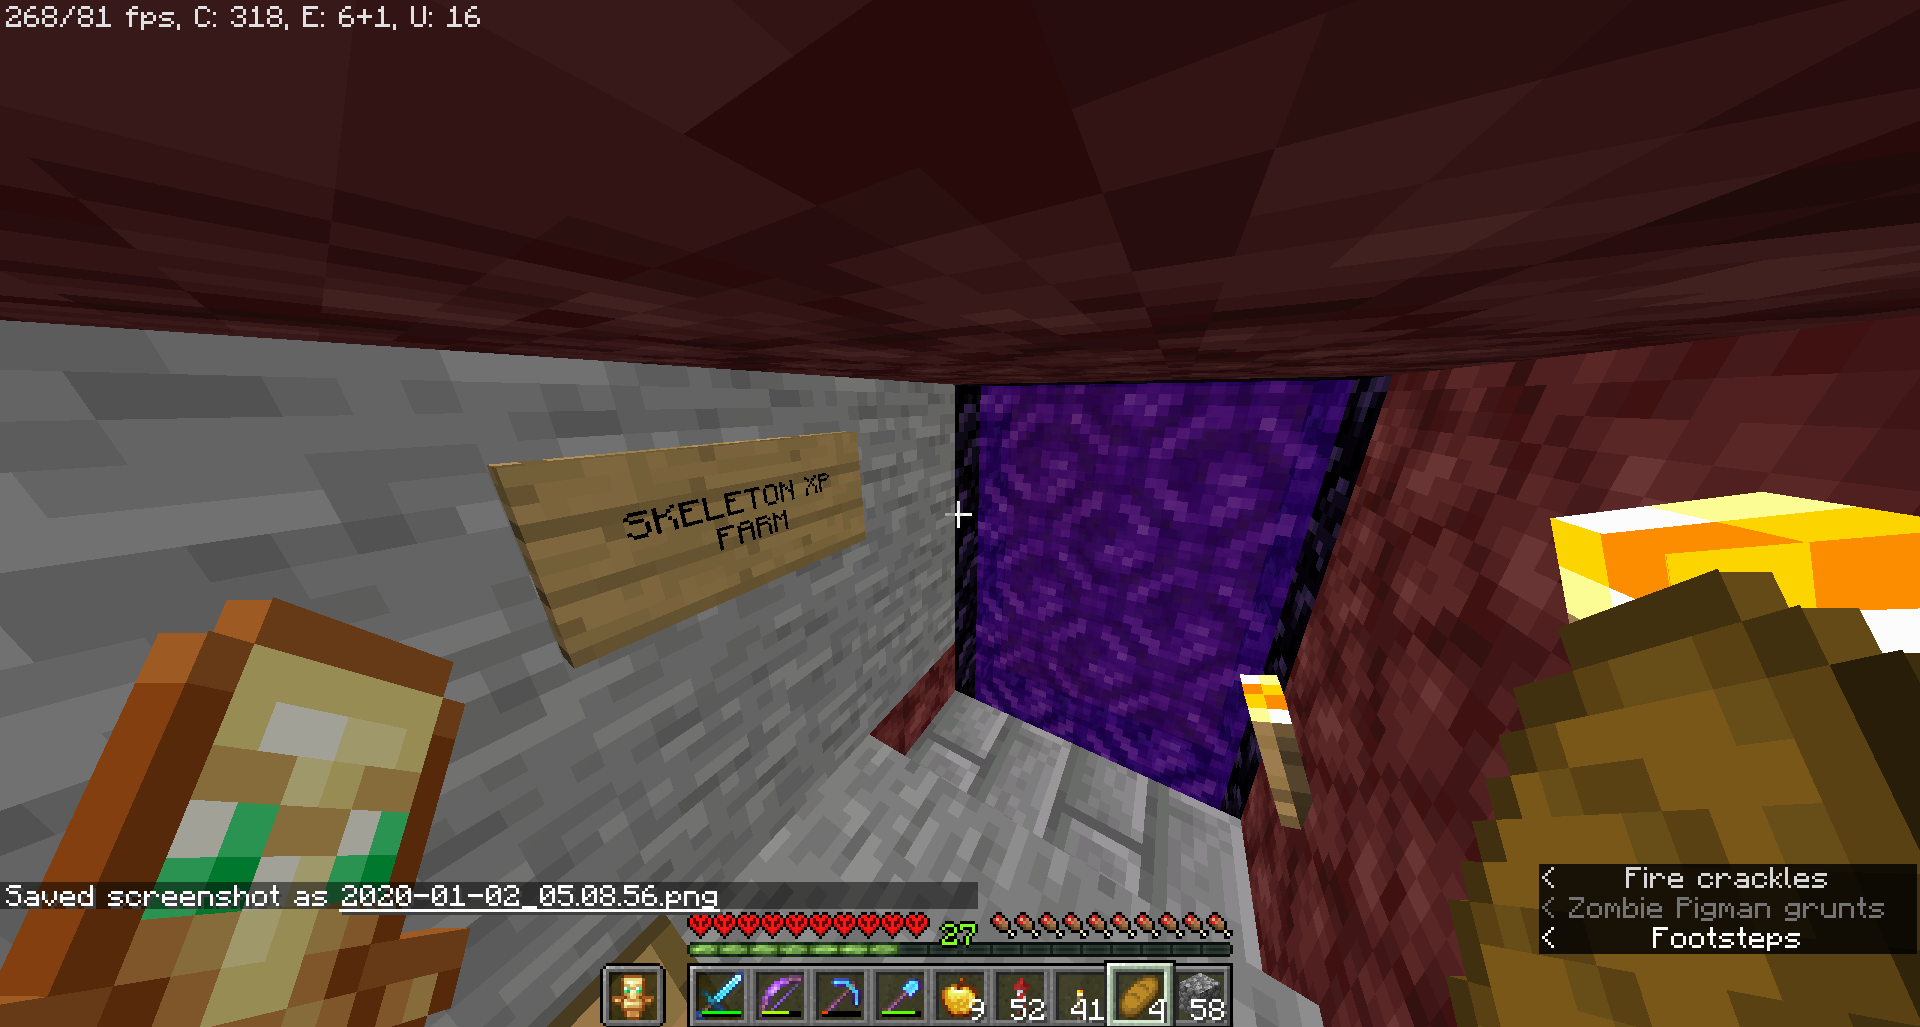 268/81 fps, C: 318, E: 6+1, U: 16
SKELETON XP
FARM
Saved screenshot as 2020-01-02_05.08.56.png
< Fire crackles
< Zombie Pigman grunts
< Footsteps
27
9 52 41 4 58